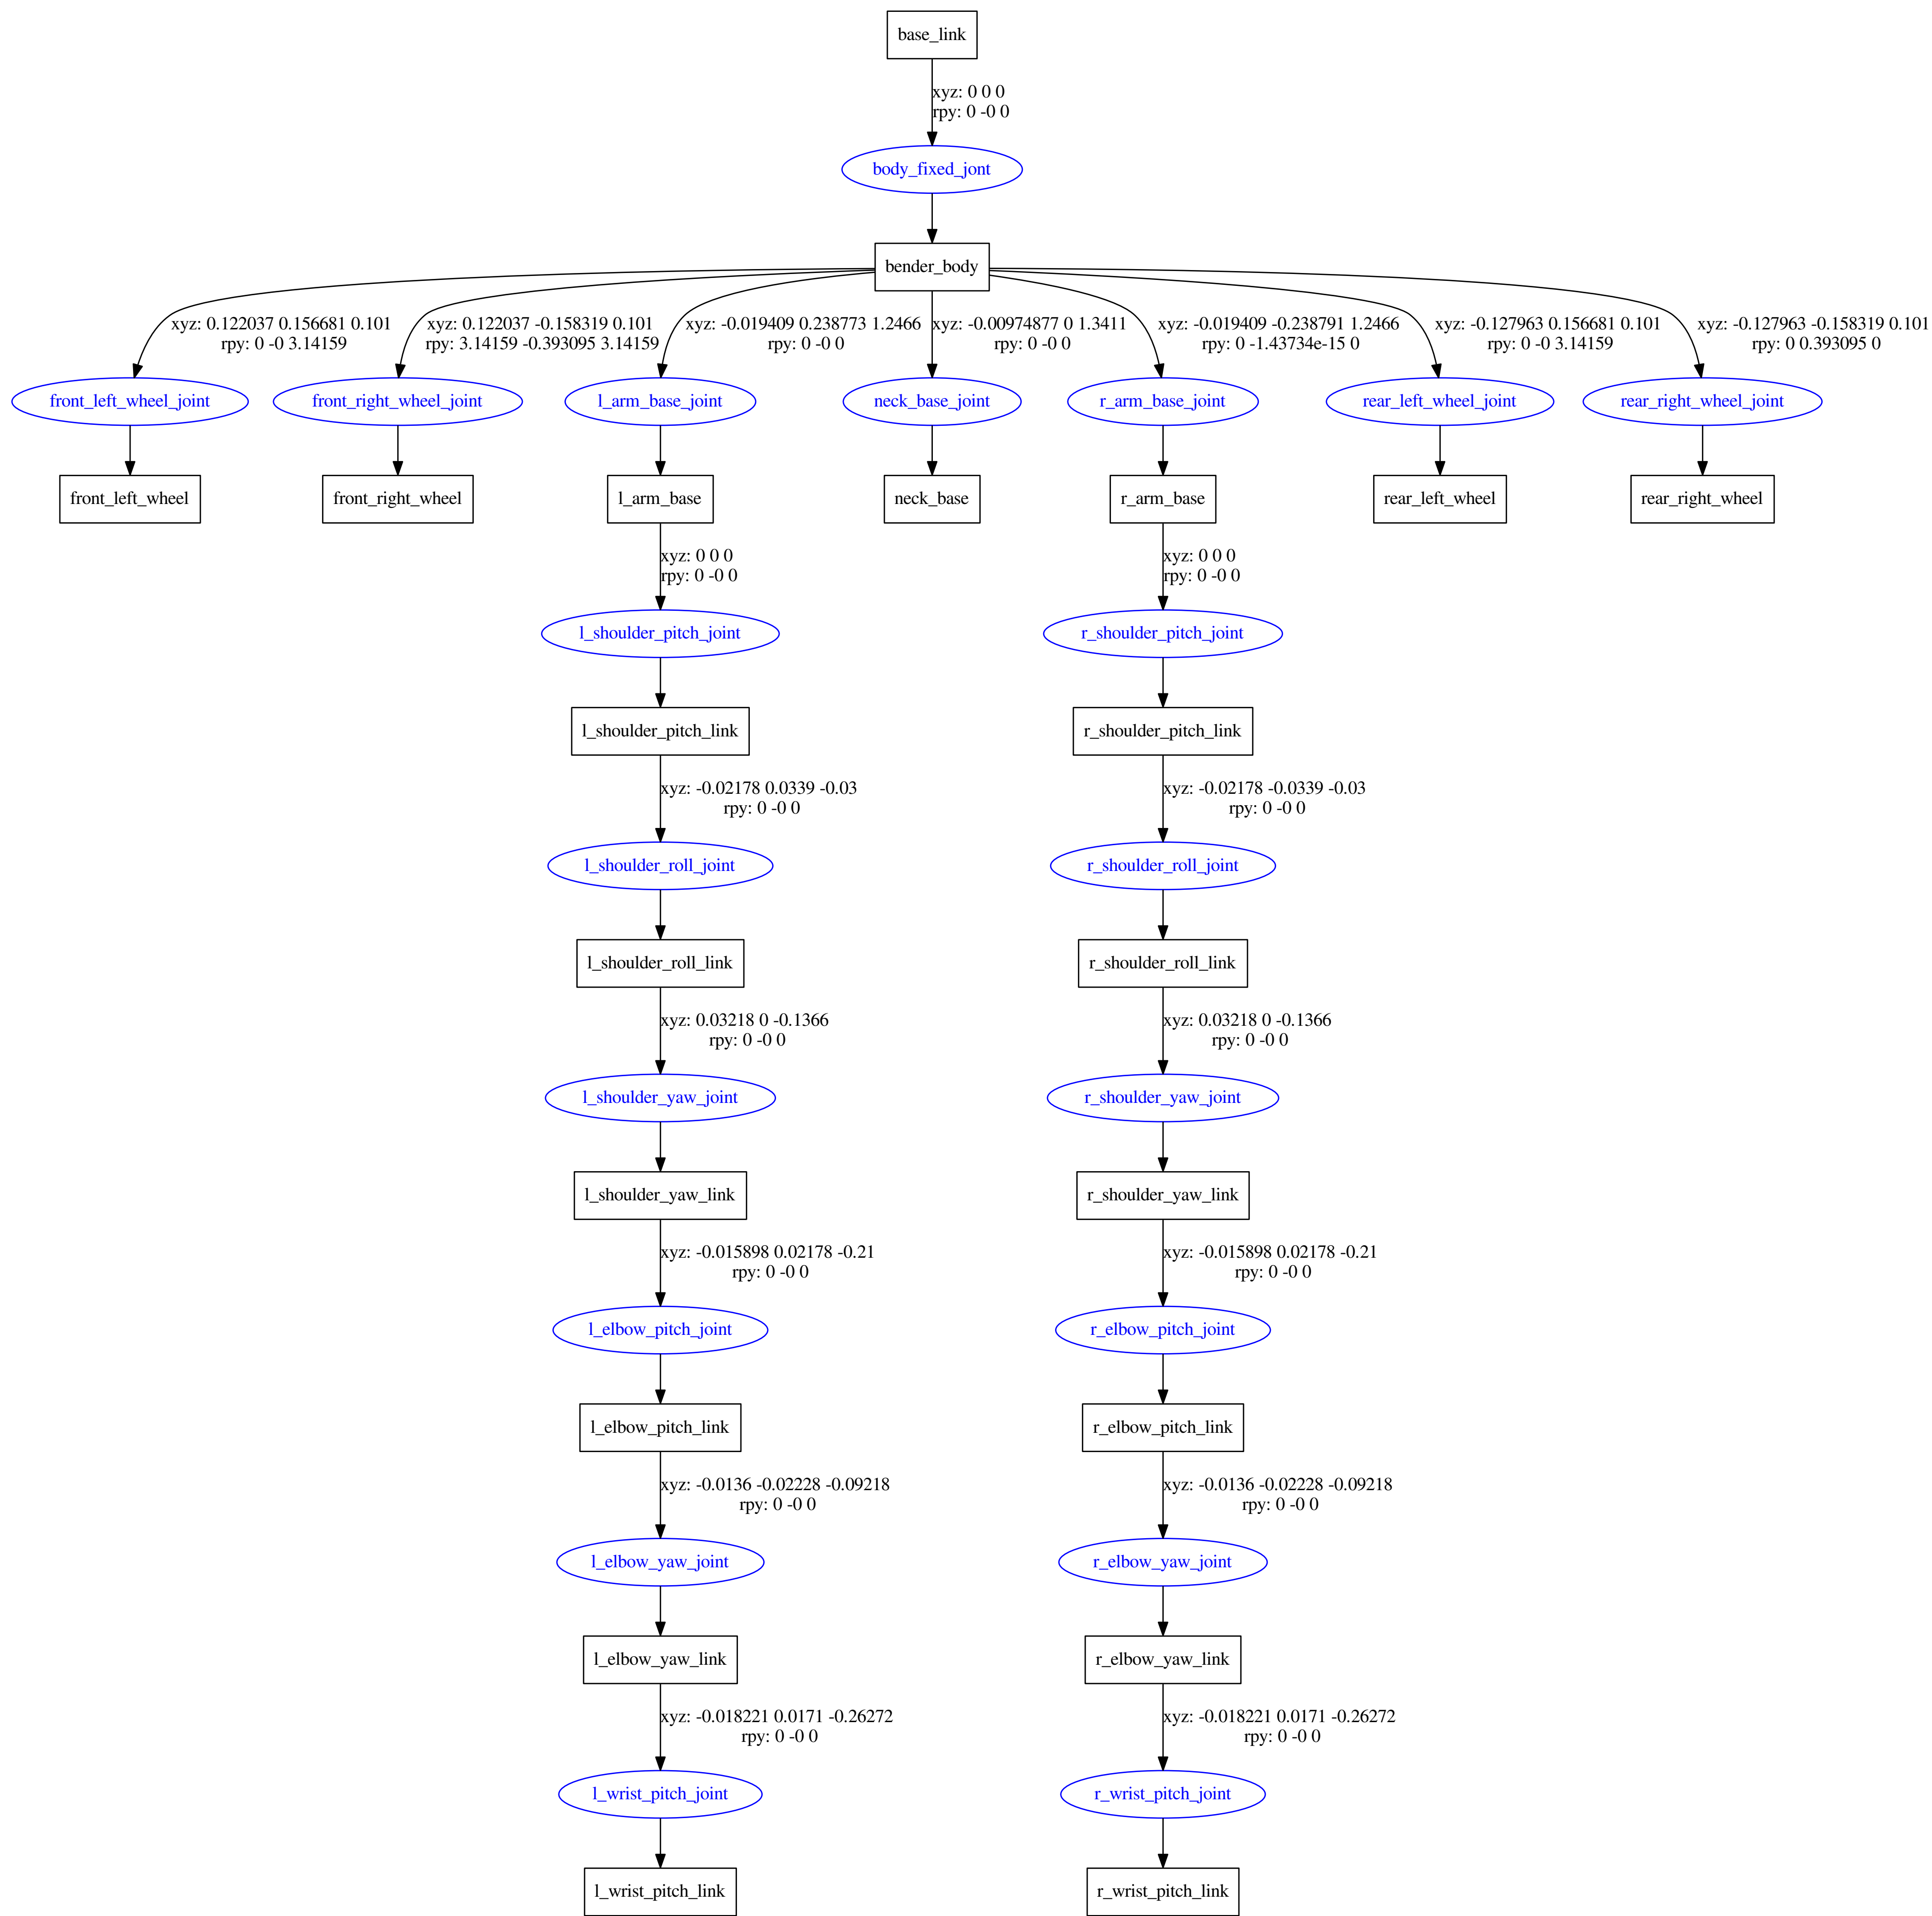 base_link
xyz: 0 0 0
rpy: 0 -0 0
body_fixed_jont
bender_body
xyz: 0.122037 0.156681 0.101
rpy: 0 -0 3.14159
xyz: 0.122037 -0.158319 0.101
rpy: 3.14159 -0.393095 3.14159
xyz: -0.019409 0.238773 1.2466
rpy: 0 -0 0
xyz: -0.00974877 0 1.3411
rpy: 0 -0 0
xyz: -0.019409 -0.238791 1.2466
rpy: 0 -1.43734e-15 0
xyz: -0.127963 0.156681 0.101
rpy: 0 -0 3.14159
xyz: -0.127963 -0.158319 0.101
rpy: 0 0.393095 0
front_left_wheel_joint
front_right_wheel_joint
l_arm_base_joint
neck_base_joint
r_arm_base_joint
rear_left_wheel_joint
rear_right_wheel_joint
front_left_wheel
front_right_wheel
l_arm_base
neck_base
r_arm_base
rear_left_wheel
rear_right_wheel
xyz: 0 0 0
rpy: 0 -0 0
xyz: 0 0 0
rpy: 0 -0 0
l_shoulder_pitch_joint
r_shoulder_pitch_joint
l_shoulder_pitch_link
r_shoulder_pitch_link
xyz: -0.02178 0.0339 -0.03
rpy: 0 -0 0
xyz: -0.02178 -0.0339 -0.03
rpy: 0 -0 0
l_shoulder_roll_joint
r_shoulder_roll_joint
l_shoulder_roll_link
r_shoulder_roll_link
xyz: 0.03218 0 -0.1366
rpy: 0 -0 0
xyz: 0.03218 0 -0.1366
rpy: 0 -0 0
l_shoulder_yaw_joint
r_shoulder_yaw_joint
l_shoulder_yaw_link
r_shoulder_yaw_link
xyz: -0.015898 0.02178 -0.21
rpy: 0 -0 0
xyz: -0.015898 0.02178 -0.21
rpy: 0 -0 0
l_elbow_pitch_joint
r_elbow_pitch_joint
l_elbow_pitch_link
r_elbow_pitch_link
xyz: -0.0136 -0.02228 -0.09218
rpy: 0 -0 0
xyz: -0.0136 -0.02228 -0.09218
rpy: 0 -0 0
l_elbow_yaw_joint
r_elbow_yaw_joint
l_elbow_yaw_link
r_elbow_yaw_link
xyz: -0.018221 0.0171 -0.26272
rpy: 0 -0 0
xyz: -0.018221 0.0171 -0.26272
rpy: 0 -0 0
l_wrist_pitch_joint
r_wrist_pitch_joint
l_wrist_pitch_link
r_wrist_pitch_link